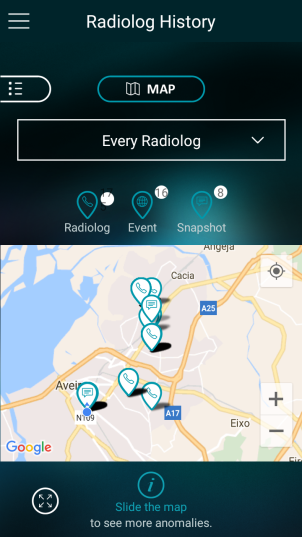 Radiolog History
MAP
Every Radiolog
16
8
Radiolog
Event
Snapshot
Angeja
Cacia
A25
N109
A17
Eixo
Google
Slide the map
to see more anomalies.